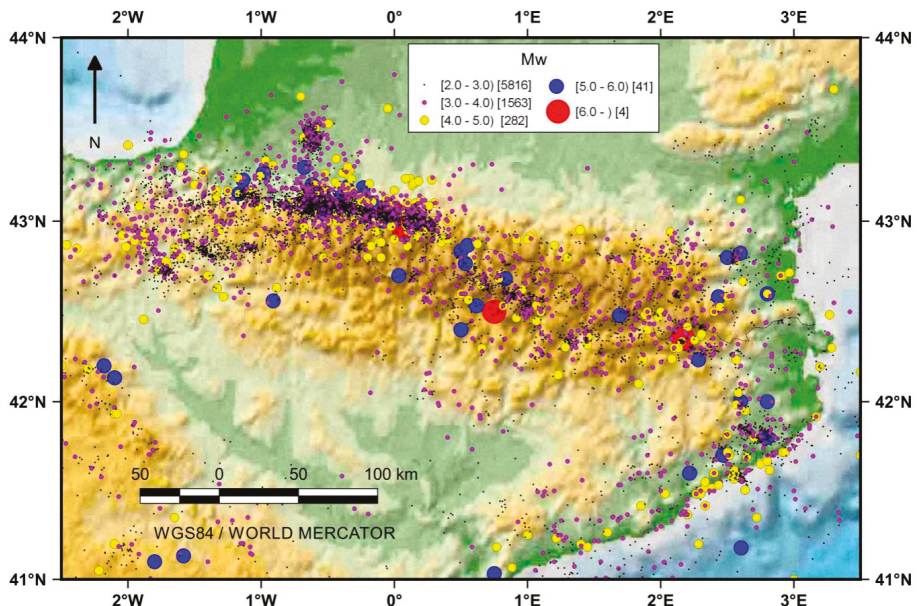 2°W 1°W 0° 1°E 2°E 3°E
44°N 44°N
Mw
[2.0 - 3.0) [5816]
[3.0 - 4.0) [1563]
[4.0 - 5.0) [282]
[5.0 - 6.0) [41]
[6.0 - ) [4]
N
43°N 43°N
42°N 42°N
50 0 50 100 km
WGS84 / WORLD MERCATOR
41°N 41°N
2°W 1°W 0° 1°E 2°E 3°E